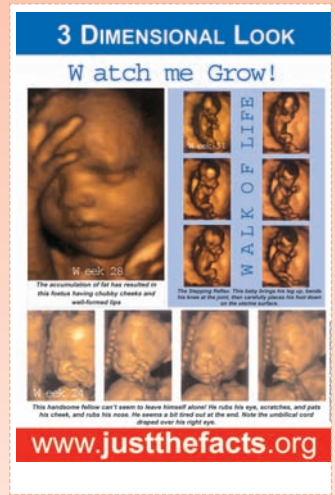 3 DIMENSIONAL LOOK
Watch me Grow!
WALK OF LIFE
Week 28
The accumulation of fat has resulted in
this foetus having chubby cheeks and
well-formed lips
The Stepping Reflex. This baby brings his leg up, bends
his knee at the joint, then carefully places his foot down
on the uterine surface.
Week 24
This handsome fellow can't seem to leave himself alone! He rubs his eye, scratches, and pats
his cheek, and rubs his nose. He seems a bit tired out at the end. Note the umbilical cord
draped over his right eye.
www.justthefacts.org